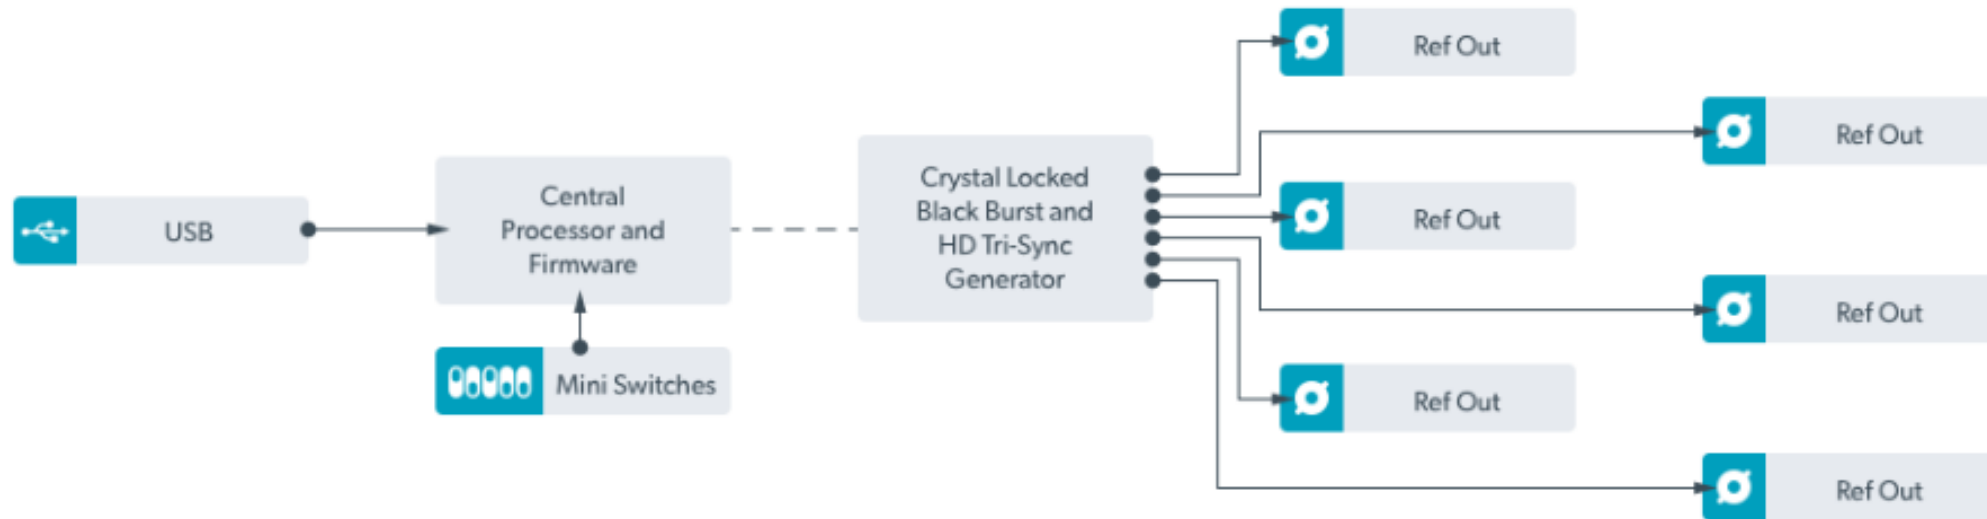 USB
Central
Processor and
Firmware
Mini Switches
Crystal Locked
Black Burst and
HD Tri-Sync
Generator
Ref Out
Ref Out
Ref Out
Ref Out
Ref Out
Ref Out